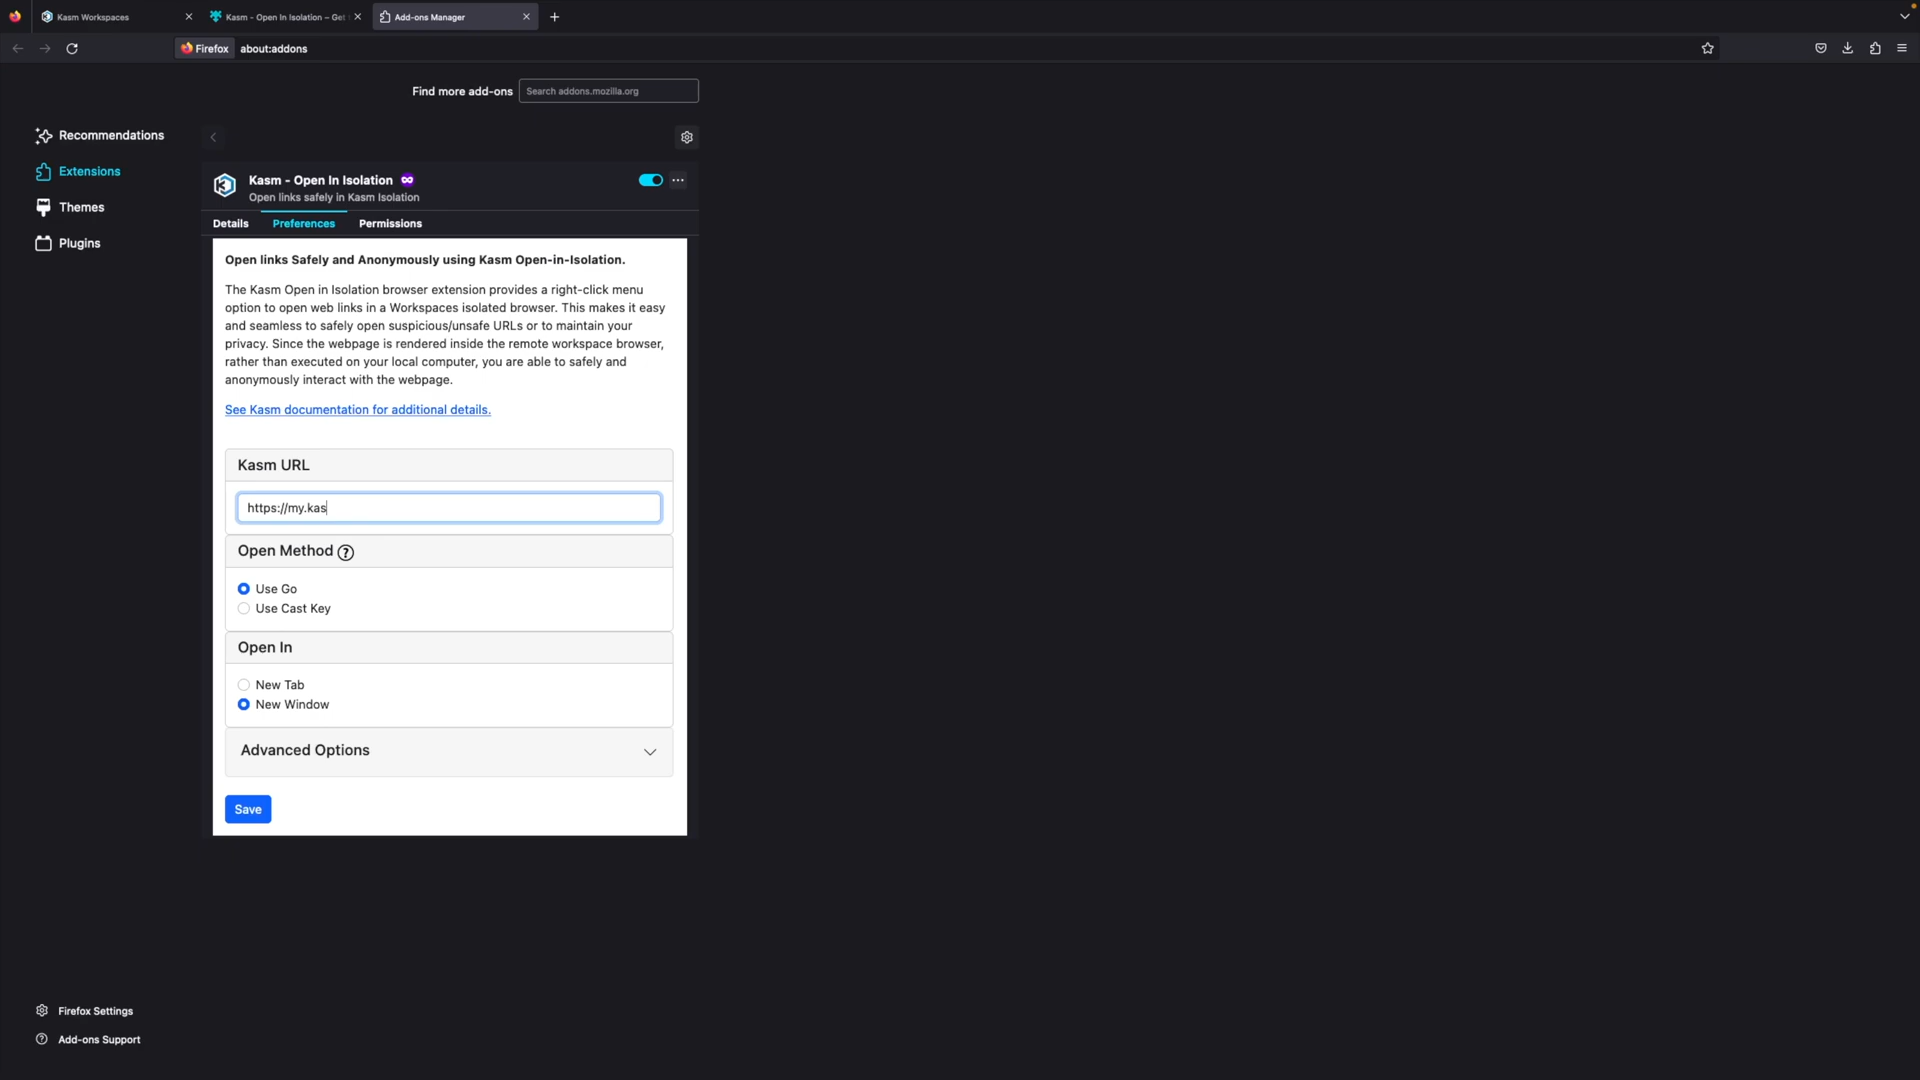 Kasm Workspaces
Kasm - Open In Isolation – Get
Add-ons Manager
Firefox
about:addons
Find more add-ons
Search addons.mozilla.org
Recommendations
Extensions
Themes
Plugins
Kasm - Open In Isolation
Open links safely in Kasm Isolation
Details
Preferences
Permissions
Open links Safely and Anonymously using Kasm Open-in-Isolation.
The Kasm Open in Isolation browser extension provides a right-click menu
option to open web links in a Workspaces isolated browser. This makes it easy
and seamless to safely open suspicious/unsafe URLs or to maintain your
privacy. Since the webpage is rendered inside the remote workspace browser,
rather than executed on your local computer, you are able to safely and
anonymously interact with the webpage.
See Kasm documentation for additional details.
Kasm URL
https://my.kas
Open Method ?
Use Go
Use Cast Key
Open In
New Tab
New Window
Advanced Options
Save
Firefox Settings
Add-ons Support